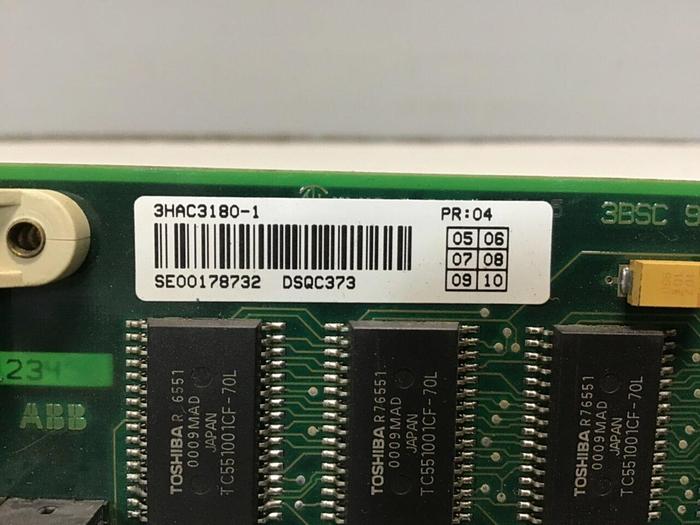 3HAC3180-1
PR:04
05 06
07 08
09 10
SE00178732 DSQC373
3BSC
ABB
TOSHIBA R 6551
0009MAD
JAPAN
TC551001CF-70L
TOSHIBA R76551
0009MAD
JAPAN
TC551001CF-70L
TOSHIBA R76551
0009MAD
JAPAN
TC551001CF-70L